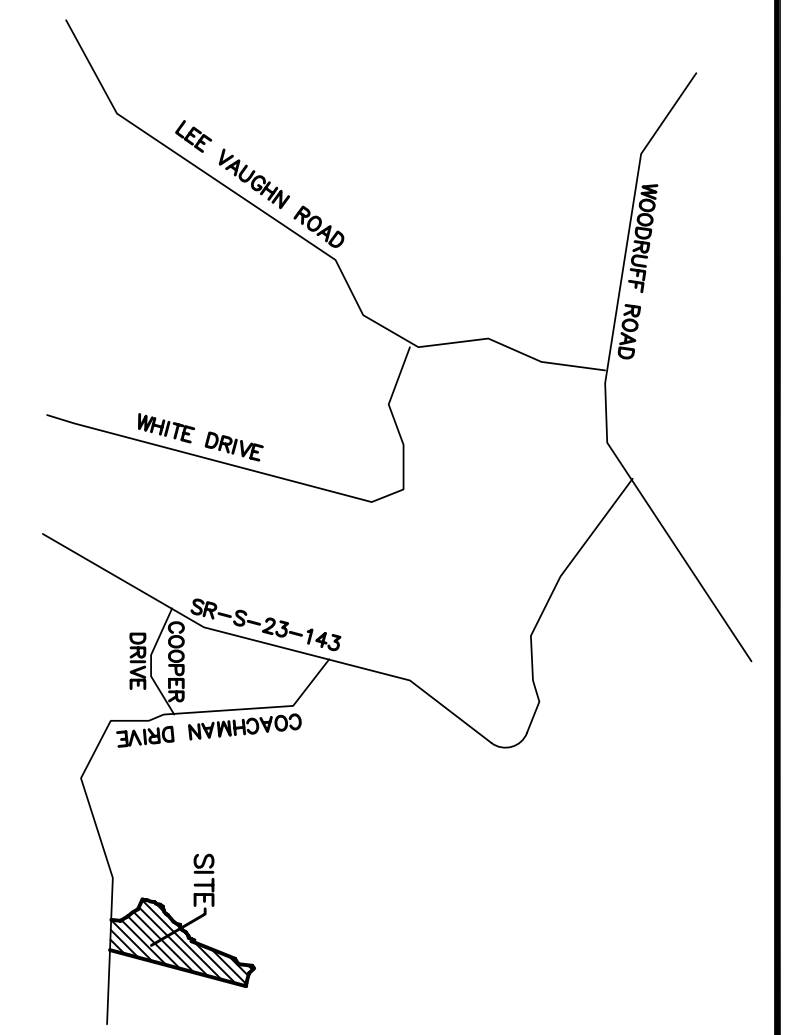 LEE VAUGHN ROAD
WOODRUFF ROAD
WHITE DRIVE
SR-S-23-143
COOPER
DRIVE
COACHMAN DRIVE
SITE